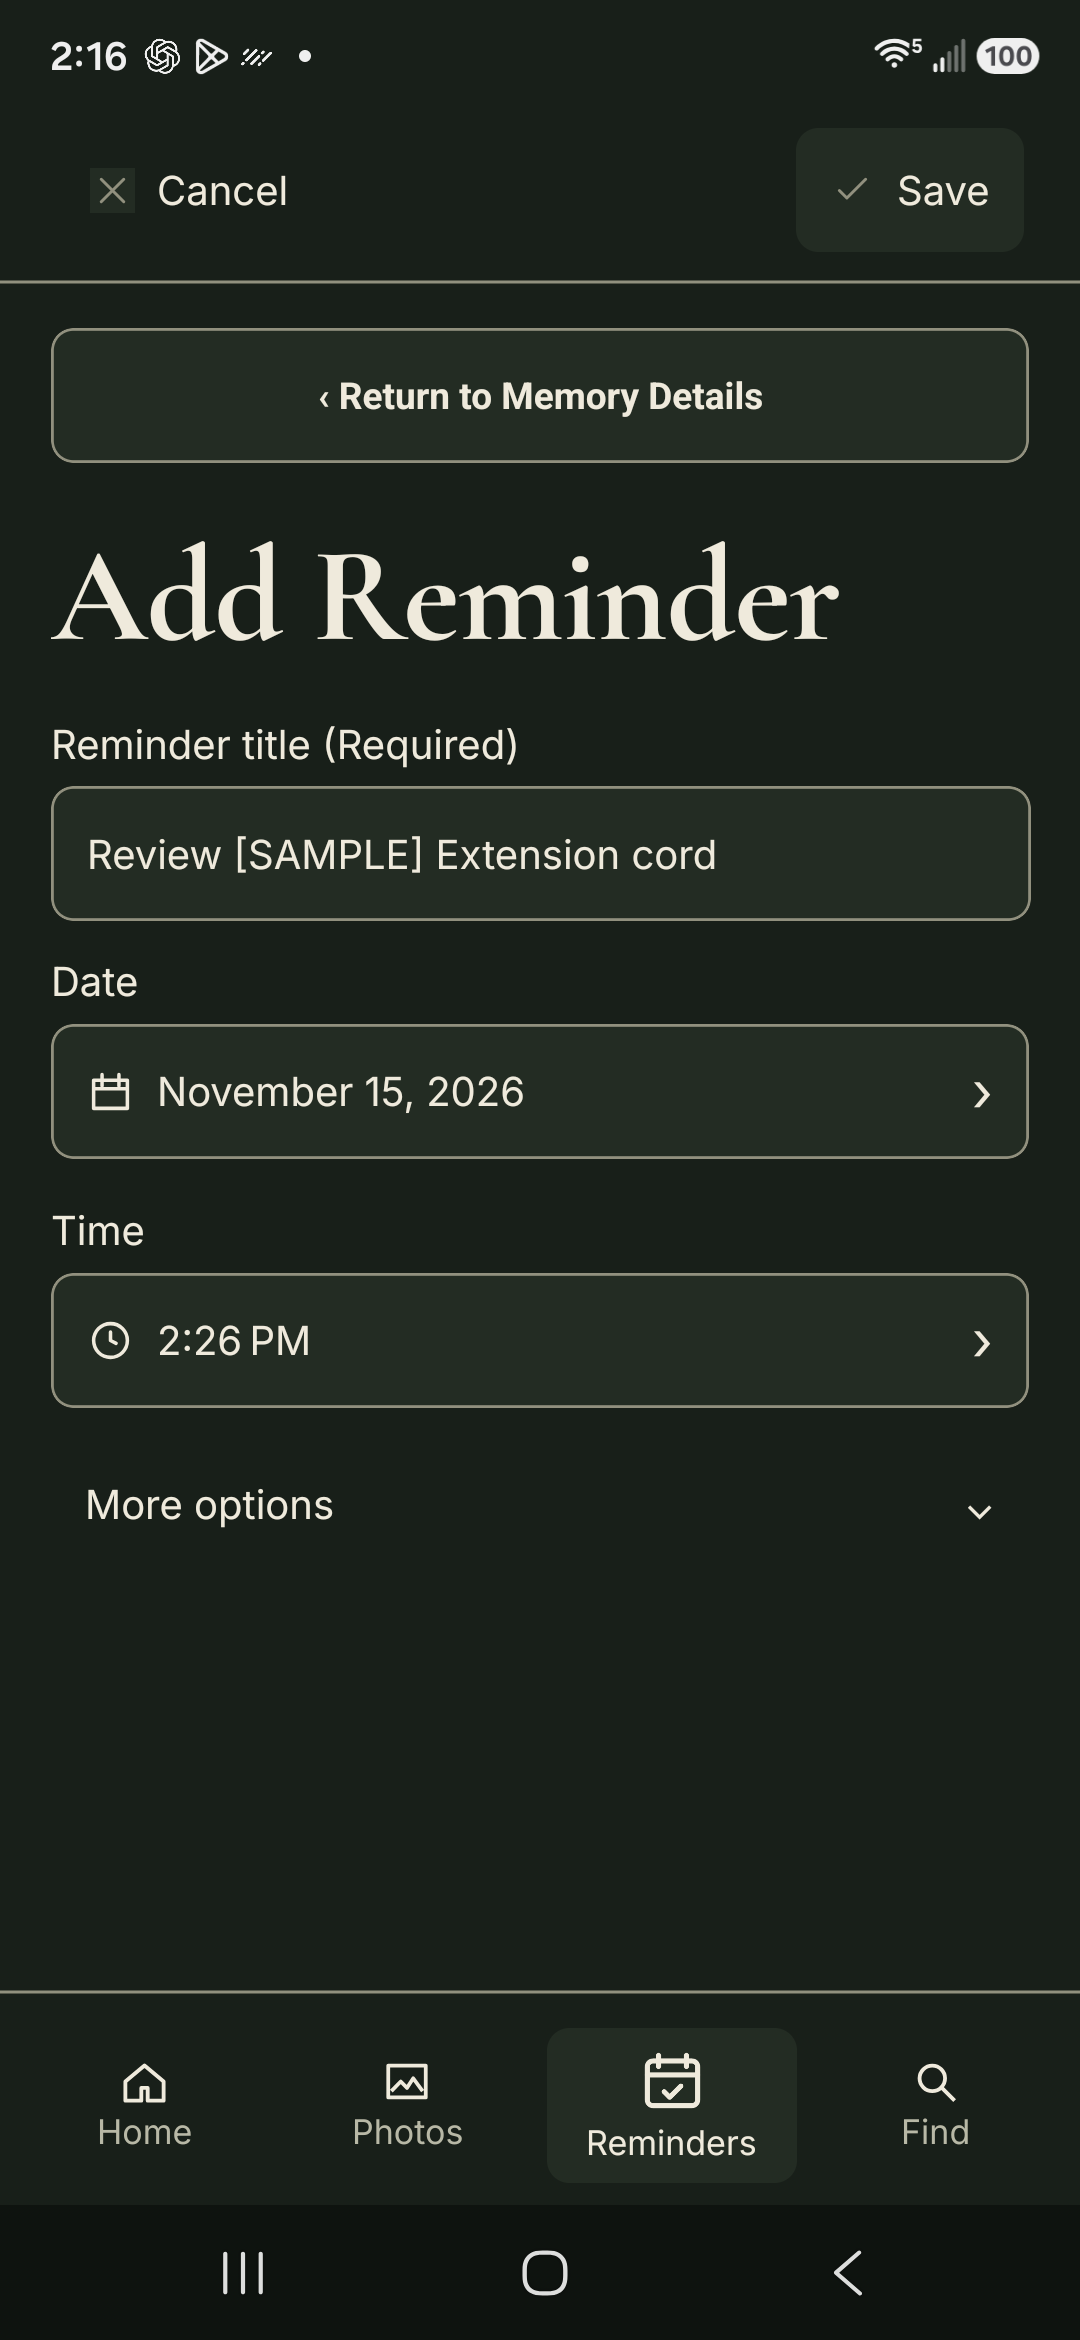 2:16
5
100
Cancel
Save
‹ Return to Memory Details
Add Reminder
Reminder title (Required)
Review [SAMPLE] Extension cord
Date
November 15, 2026
Time
2:26 PM
More options
Home
Photos
Reminders
Find